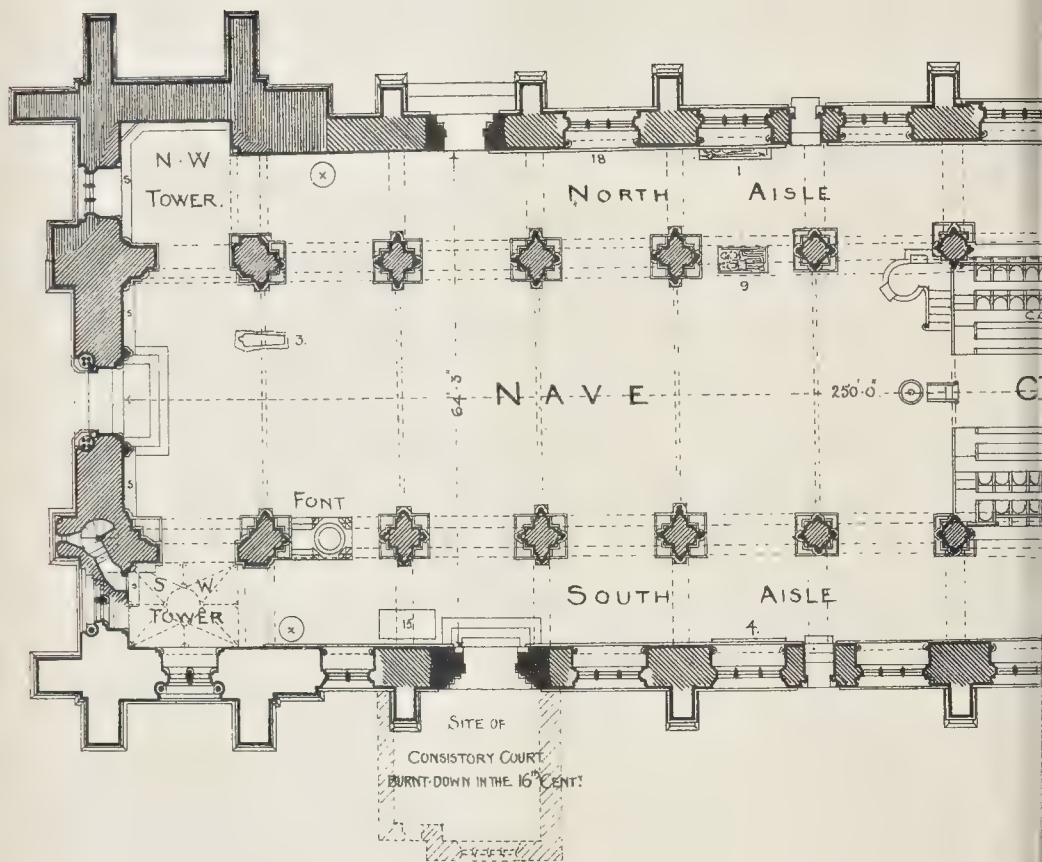 N·W
TOWER.
S
18
1
NORTH AISLE
9
S
3.
64'·3"
NAVE
250'·0"
S
FONT
S·W
TOWER
S
SOUTH AISLE
x
x
15
4.
SITE OF
CONSISTORY COURT
BURNT·DOWN IN THE 16TH CENTY: